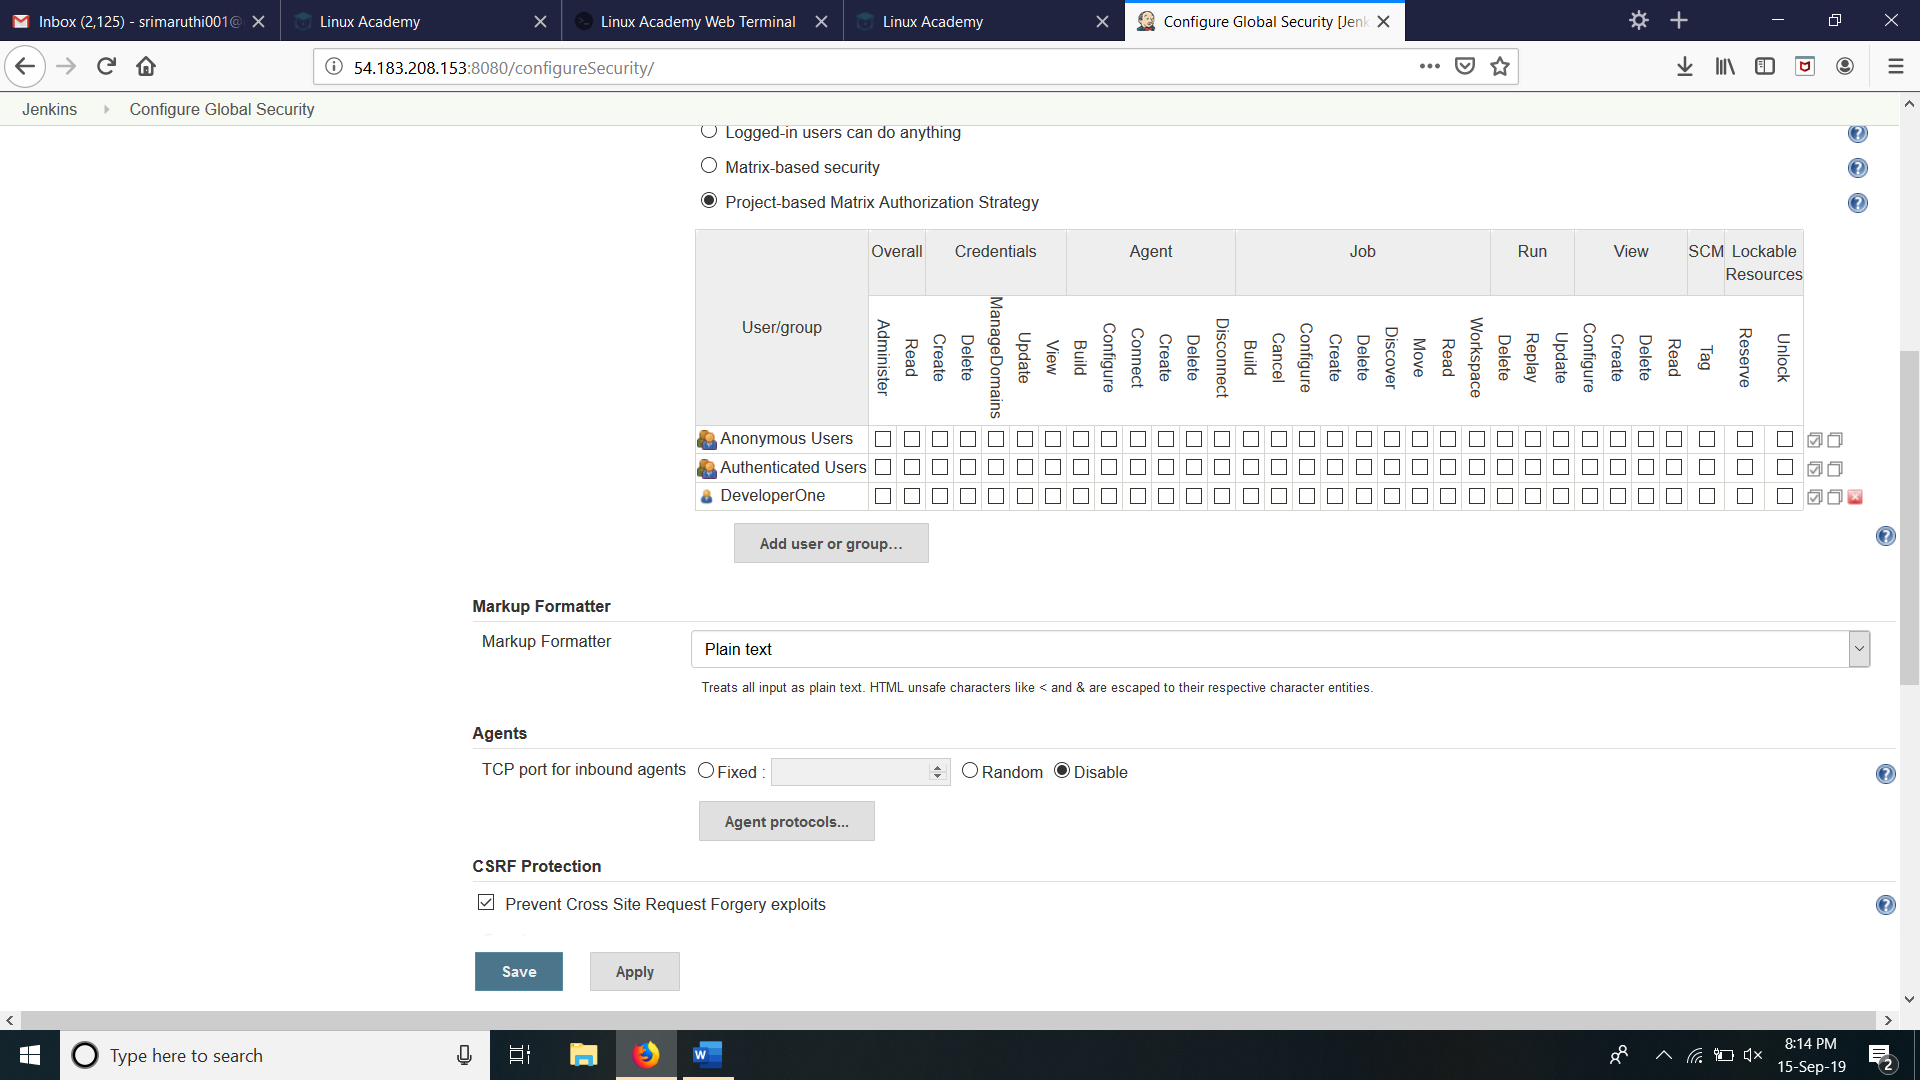 Inbox (2,125) - srimaruthi001@
Linux Academy
Linux Academy Web Terminal
Linux Academy
Configure Global Security [Jenk
54.183.208.153:8080/configureSecurity/
Jenkins
Configure Global Security
Logged-in users can do anything
Matrix-based security
Project-based Matrix Authorization Strategy
User/group Overall Credentials Agent Job Run View SCM Lockable Resources
Administer Read Create Delete ManageDomains Update View Build Configure Connect Create Delete Disconnect Build Cancel Configure Create Delete Discover Move Read Workspace Delete Replay Update Configure Create Delete Read Tag Reserve Unlock
Anonymous Users
Authenticated Users
DeveloperOne
Add user or group...
Markup Formatter
Markup Formatter Plain text
Treats all input as plain text. HTML unsafe characters like < and & are escaped to their respective character entities.
Agents
TCP port for inbound agents Fixed : Random Disable
Agent protocols...
CSRF Protection
Prevent Cross Site Request Forgery exploits
Save Apply
Type here to search
8:14 PM
15-Sep-19
2